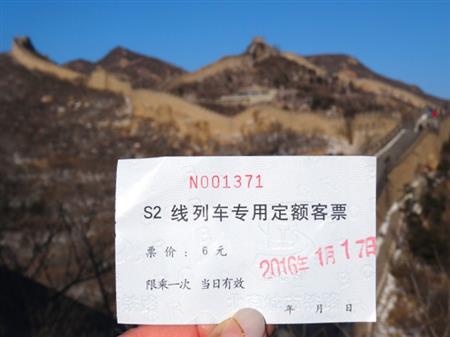 N001371
S2 线列车专用定额客票
票价：6元
2016年1月17日
限乘一次 当日有效
年 月 日